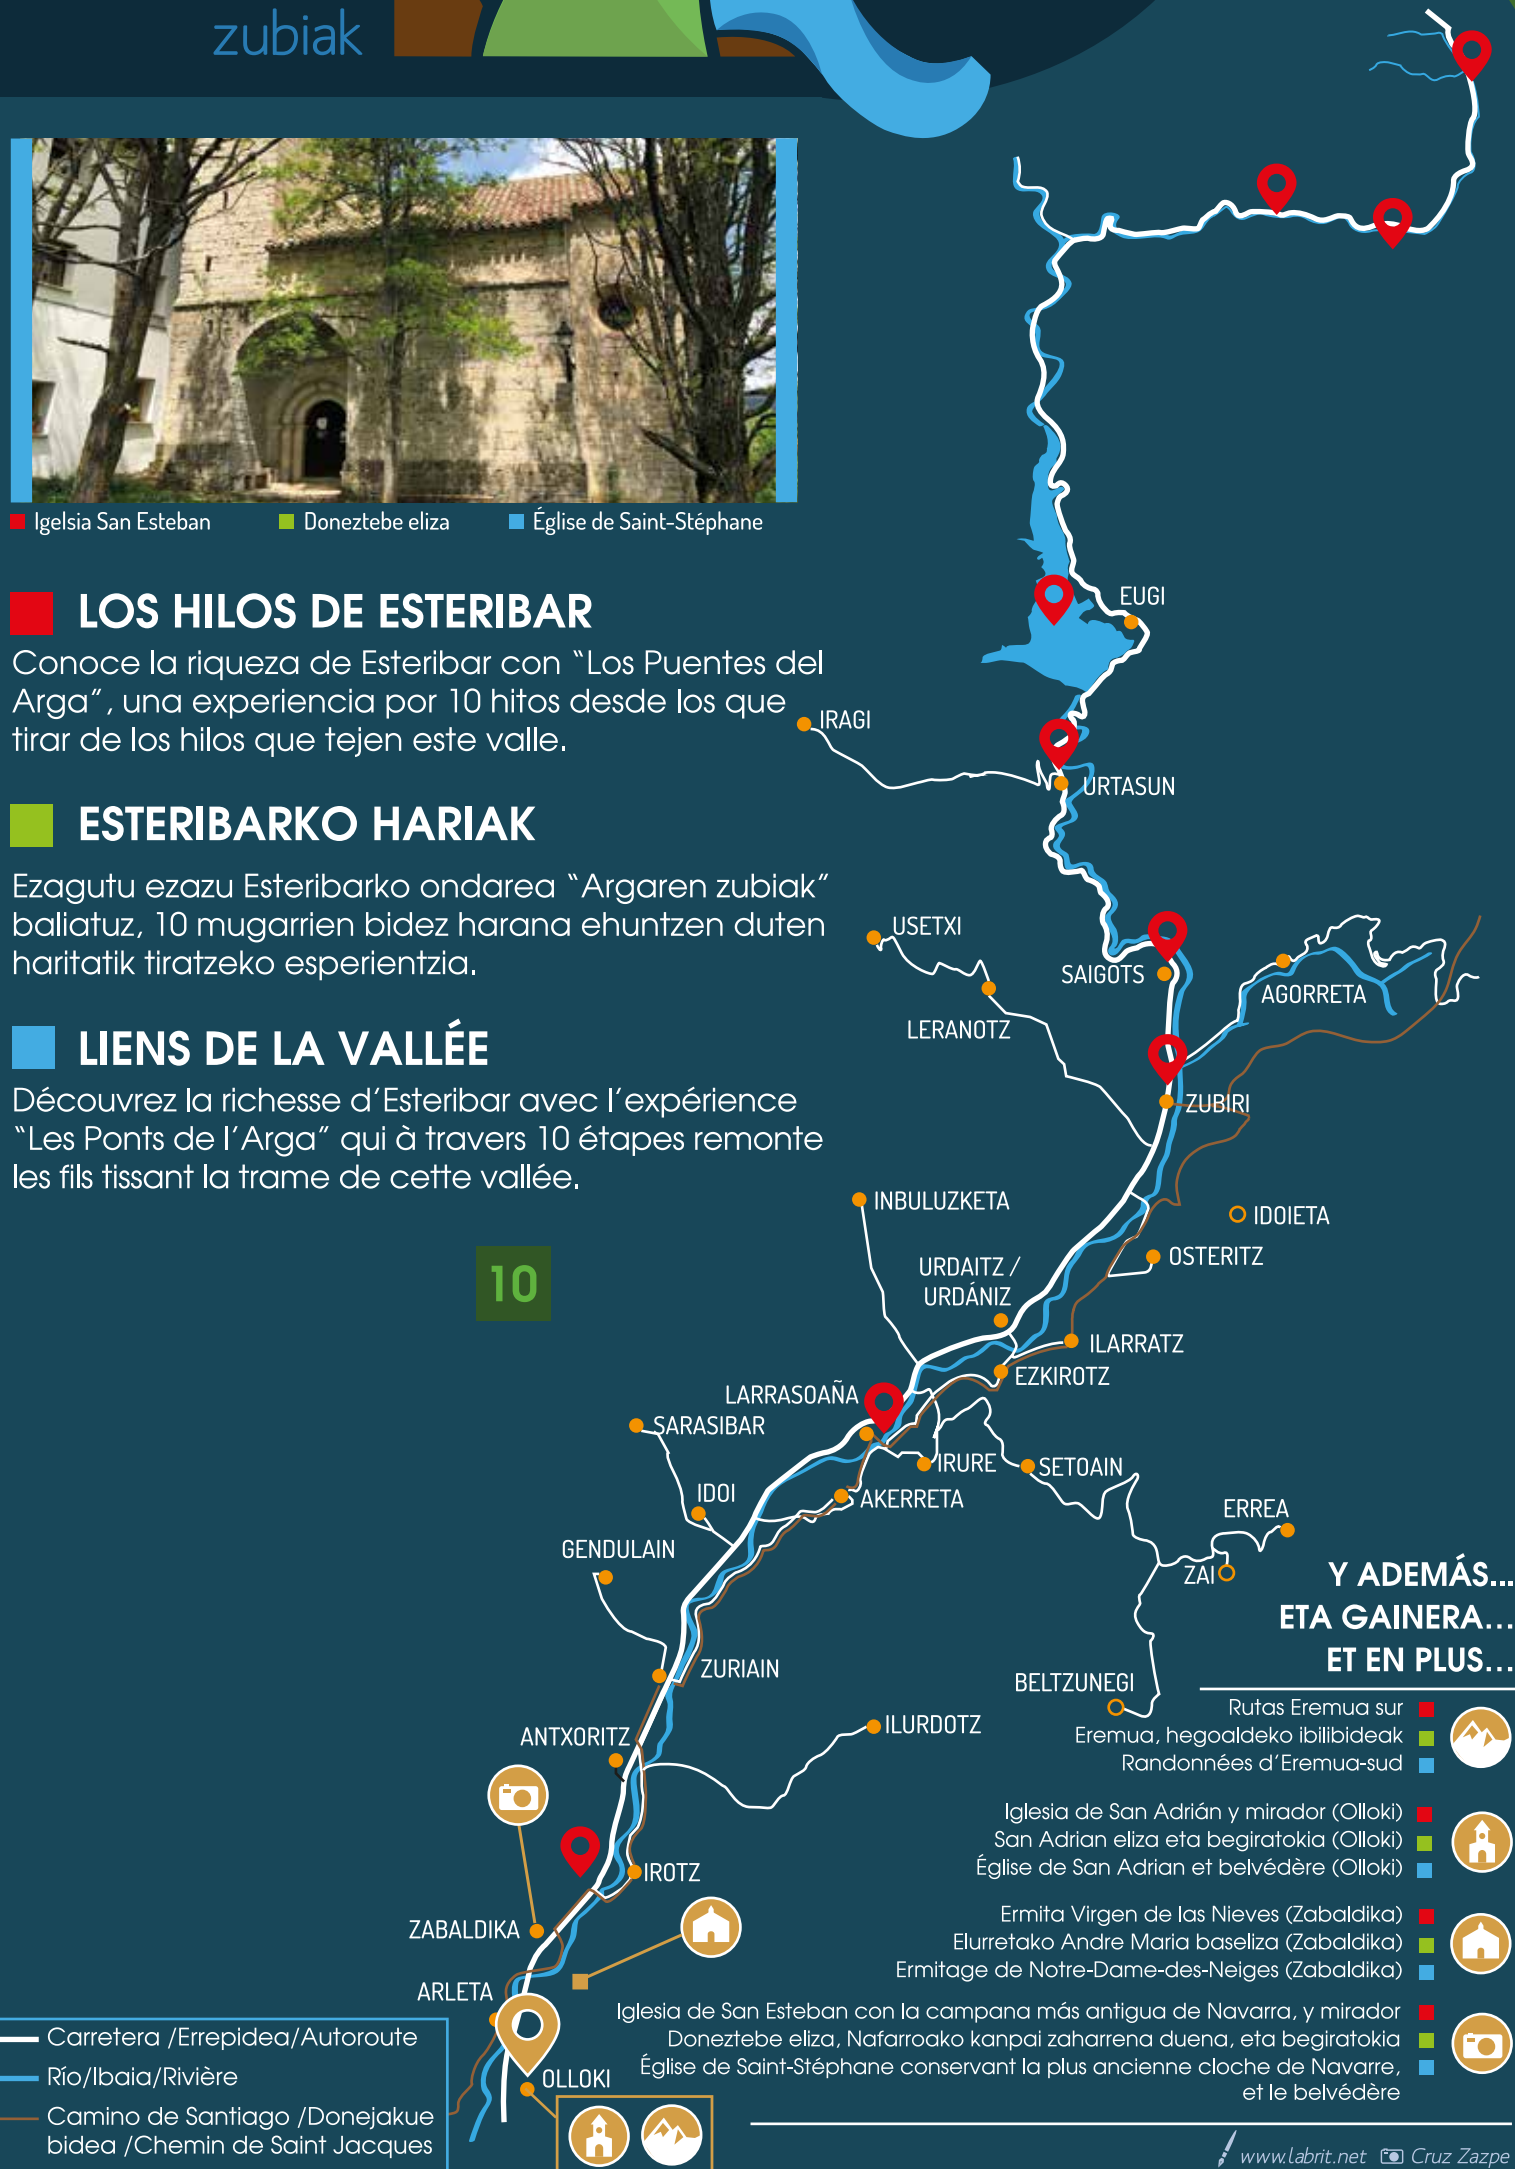 zubiak
Igelsia San Esteban
Doneztebe eliza
Église de Saint-Stéphane
LOS HILOS DE ESTERIBAR
Conoce la riqueza de Esteribar con “Los Puentes del
Arga”, una experiencia por 10 hitos desde los que
tirar de los hilos que tejen este valle.
ESTERIBARKO HARIAK
Ezagutu ezazu Esteribarko ondarea “Argaren zubiak”
baliatuz, 10 mugarrien bidez harana ehuntzen duten
haritatik tiratzeko esperientzia.
LIENS DE LA VALLÉE
Découvrez la richesse d’Esteribar avec l’expérience
“Les Ponts de l’Arga” qui à travers 10 étapes remonte
les fils tissant la trame de cette vallée.
10
EUGI
IRAGI
URTASUN
USETXI
SAIGOTS
AGORRETA
LERANOTZ
ZUBIRI
INBULUZKETA
IDOIETA
OSTERITZ
URDAITZ /
URDÁNIZ
ILARRATZ
EZKIROTZ
LARRASOAÑA
SARASIBAR
IRURE
SETOAIN
IDOI
AKERRETA
ERREA
GENDULAIN
ZAI
ZURIAIN
BELTZUNEGI
ILURDOTZ
ANTXORITZ
IROTZ
ZABALDIKA
ARLETA
OLLOKI
Y ADEMÁS...
ETA GAINERA...
ET EN PLUS...
Rutas Eremua sur
Eremua, hegoaldeko ibilibideak
Randonnées d’Eremua-sud
Iglesia de San Adrián y mirador (Olloki)
San Adrian eliza eta begiratokia (Olloki)
Église de San Adrian et belvédère (Olloki)
Ermita Virgen de las Nieves (Zabaldika)
Elurretako Andre Maria baseliza (Zabaldika)
Ermitage de Notre-Dame-des-Neiges (Zabaldika)
Iglesia de San Esteban con la campana más antigua de Navarra, y mirador
Doneztebe eliza, Nafarroako kanpai zaharrena duena, eta begiratokia
Église de Saint-Stéphane conservant la plus ancienne cloche de Navarre,
et le belvédère
Carretera /Errepidea/Autoroute
Río/Ibaia/Rivière
Camino de Santiago /Donejakue
bidea /Chemin de Saint Jacques
www.labrit.net Cruz Zazpe